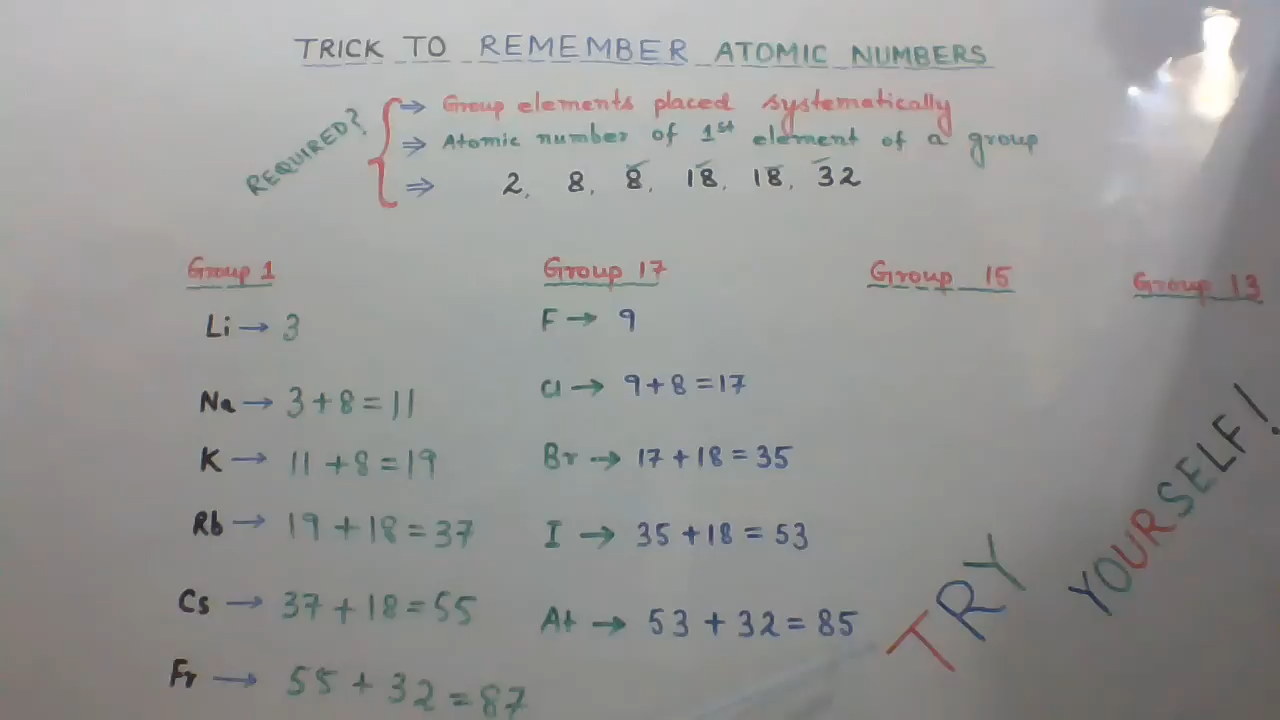 TRICK TO REMEMBER ATOMIC NUMBERS
REQUIRED?
⇒ Group elements placed systematically
⇒ Atomic number of 1st element of a group
⇒ 2, 8, 8, 18, 18, 32
Group 1
Li → 3
Na → 3+8=11
K → 11+8=19
Rb → 19+18=37
Cs → 37+18=55
Fr → 55+32=87
Group 17
F → 9
Cl → 9+8=17
Br → 17+18=35
I → 35+18=53
At → 53+32=85
Group 15
Group 13
TRY
YOURSELF!